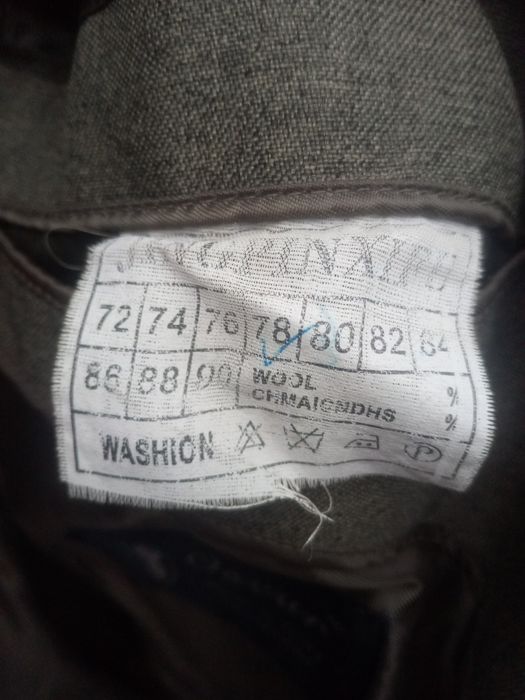 72 74 76 78 80 82 84
86 88 90 WOOL %
CHMAICNDHS %
WASHION